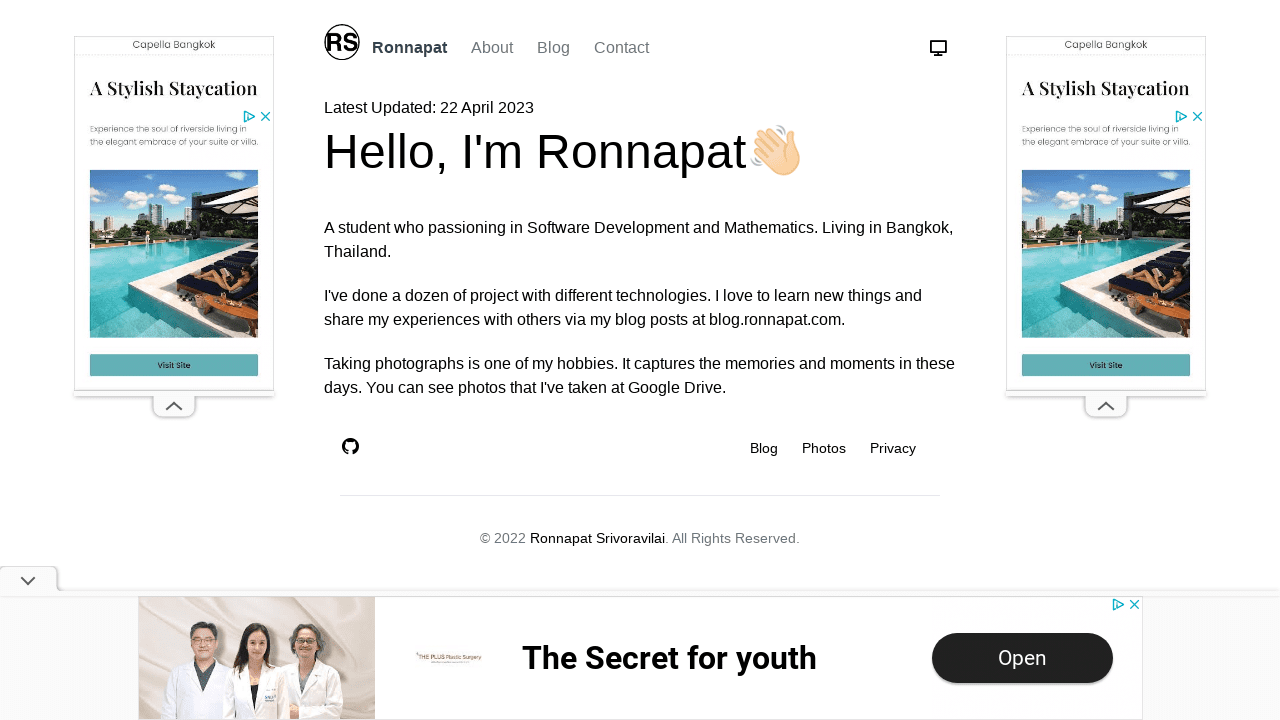 RS
Ronnapat About Blog Contact
Latest Updated: 22 April 2023
Hello, I'm Ronnapat
A student who passioning in Software Development and Mathematics. Living in Bangkok,
Thailand.
I've done a dozen of project with different technologies. I love to learn new things and
share my experiences with others via my blog posts at blog.ronnapat.com.
Taking photographs is one of my hobbies. It captures the memories and moments in these
days. You can see photos that I've taken at Google Drive.
Blog Photos Privacy
© 2022 Ronnapat Srivoravilai. All Rights Reserved.
Capella Bangkok
A Stylish Staycation
Experience the soul of riverside living in
the elegant embrace of your suite or villa.
Visit Site
Capella Bangkok
A Stylish Staycation
Experience the soul of riverside living in
the elegant embrace of your suite or villa.
Visit Site
THE PLUS Plastic Surgery
The Secret for youth
Open